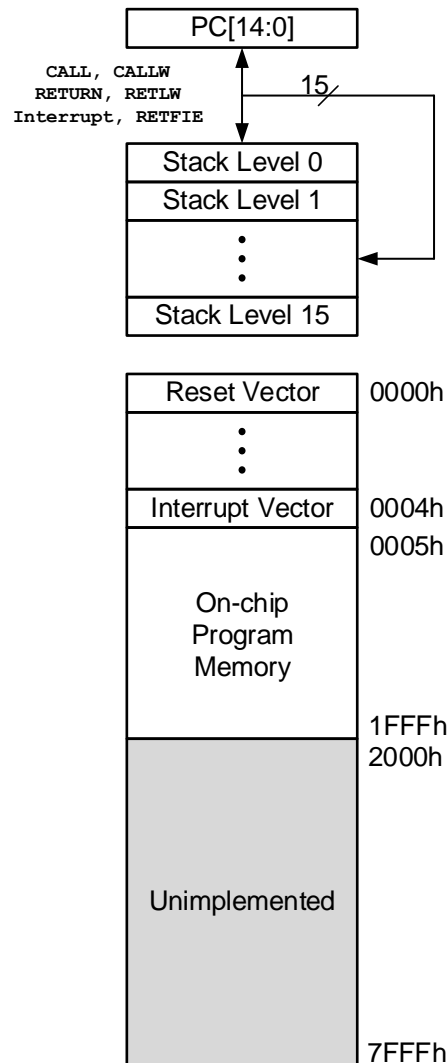 PC[14:0]
CALL, CALLW
RETURN, RETLW
Interrupt, RETFIE
15
Stack Level 0
Stack Level 1
Stack Level 15
Reset Vector
0000h
Interrupt Vector
0004h
0005h
On-chip
Program
Memory
1FFFh
2000h
Unimplemented
7FFFh